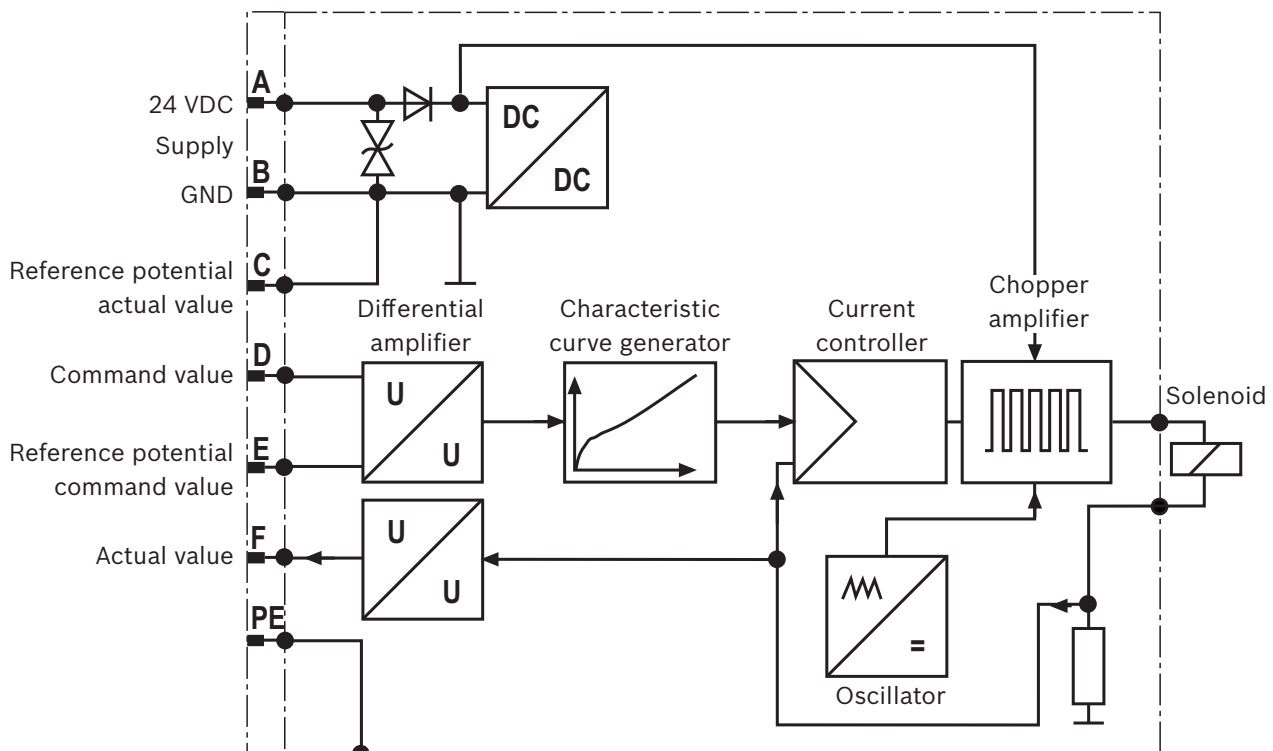 A
24 VDC
Supply
B
GND
DC
DC
C
Reference potential
actual value
Differential
amplifier
Characteristic
curve generator
Current
controller
Chopper
amplifier
D
Command value
U
U
Solenoid
E
Reference potential
command value
F
Actual value
U
U
PE
=
Oscillator